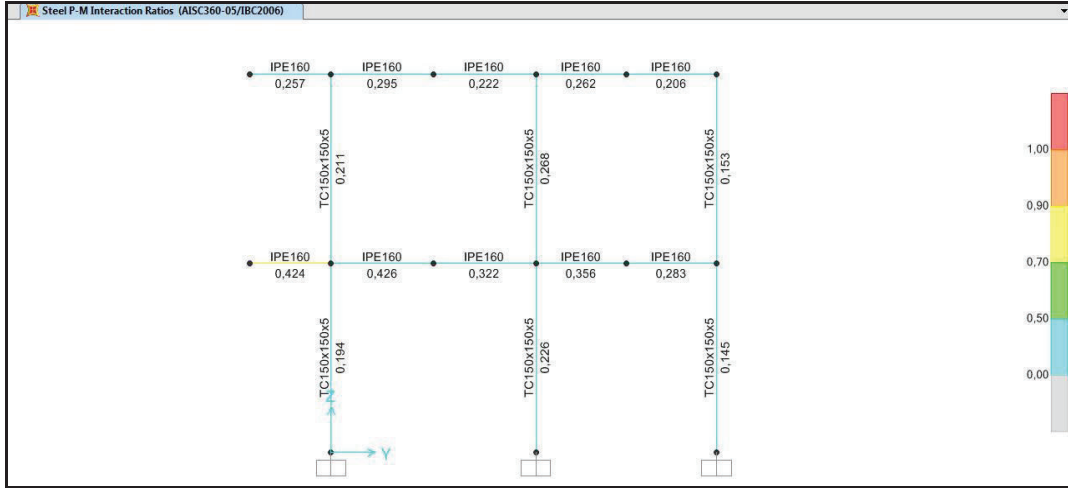 Steel P-M Interaction Ratios (AISC360-05/IBC2006)
IPE160 IPE160 IPE160 IPE160 IPE160
0,257 0,295 0,222 0,262 0,206
TC150x150x5 TC150x150x5 TC150x150x5
0,211 0,268 0,153
IPE160 IPE160 IPE160 IPE160 IPE160
0,424 0,426 0,322 0,356 0,283
TC150x150x5 TC150x150x5 TC150x150x5
0,194 0,226 0,145
Z
Y
1,00
0,90
0,70
0,50
0,00